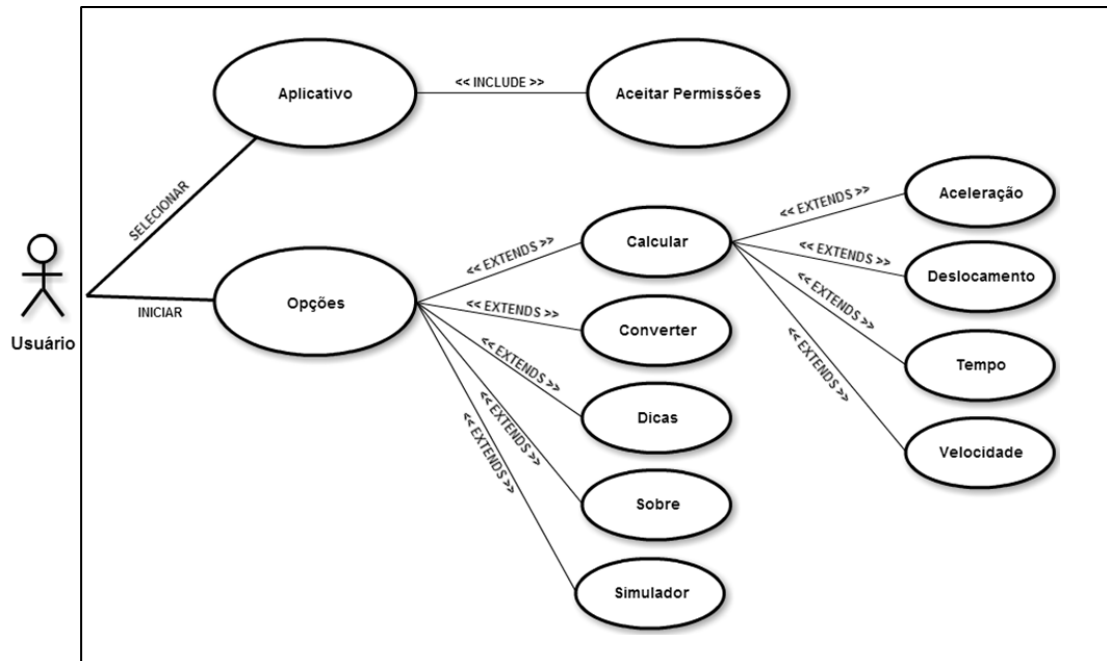 Aplicativo
<< INCLUDE >>
Aceitar Permissões
SELECIONAR
Usuário
INICIAR
Opções
<< EXTENDS >>
Calcular
<< EXTENDS >>
Converter
<< EXTENDS >>
Dicas
<< EXTENDS >>
Sobre
<< EXTENDS >>
Simulador
<< EXTENDS >>
Aceleração
<< EXTENDS >>
Deslocamento
<< EXTENDS >>
Tempo
<< EXTENDS >>
Velocidade